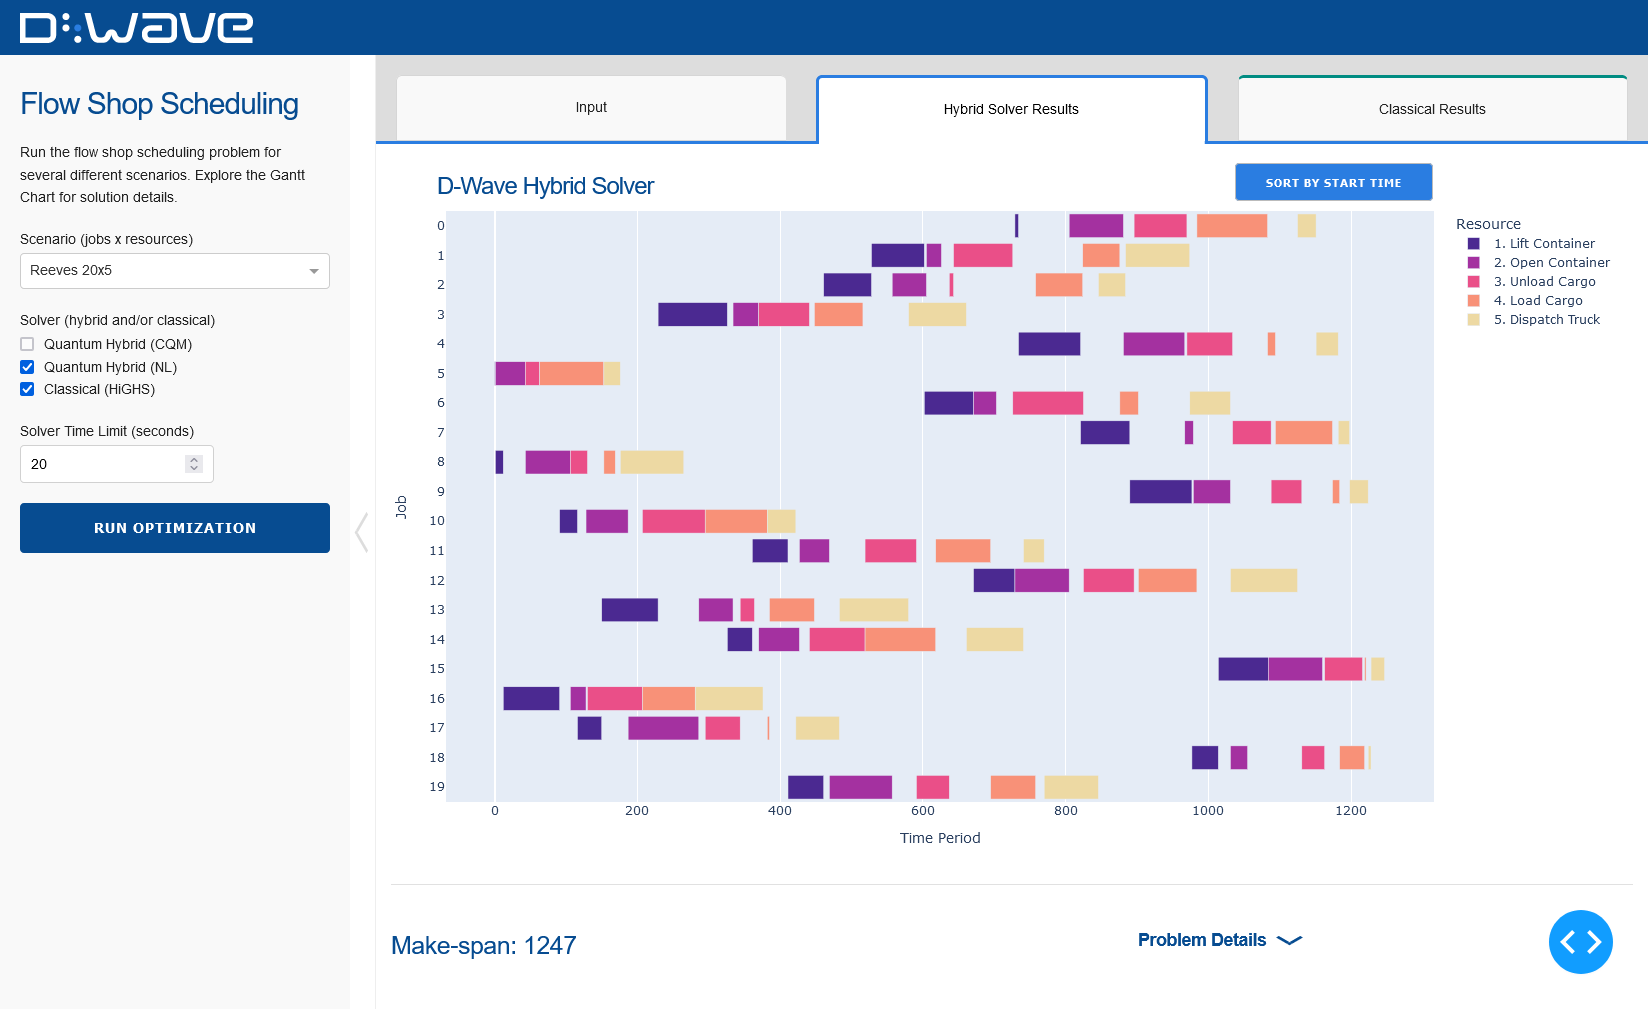 D:Wave
Flow Shop Scheduling
Run the flow shop scheduling problem for
several different scenarios. Explore the Gantt
Chart for solution details.
Scenario (jobs x resources)
Reeves 20x5
Solver (hybrid and/or classical)
Quantum Hybrid (CQM)
Quantum Hybrid (NL)
Classical (HiGHS)
Solver Time Limit (seconds)
20
RUN OPTIMIZATION
Input
Hybrid Solver Results
Classical Results
D-Wave Hybrid Solver
SORT BY START TIME
Resource
1. Lift Container
2. Open Container
3. Unload Cargo
4. Load Cargo
5. Dispatch Truck
Job
0
1
2
3
4
5
6
7
8
9
10
11
12
13
14
15
16
17
18
19
0 200 400 600 800 1000 1200
Time Period
Make-span: 1247
Problem Details